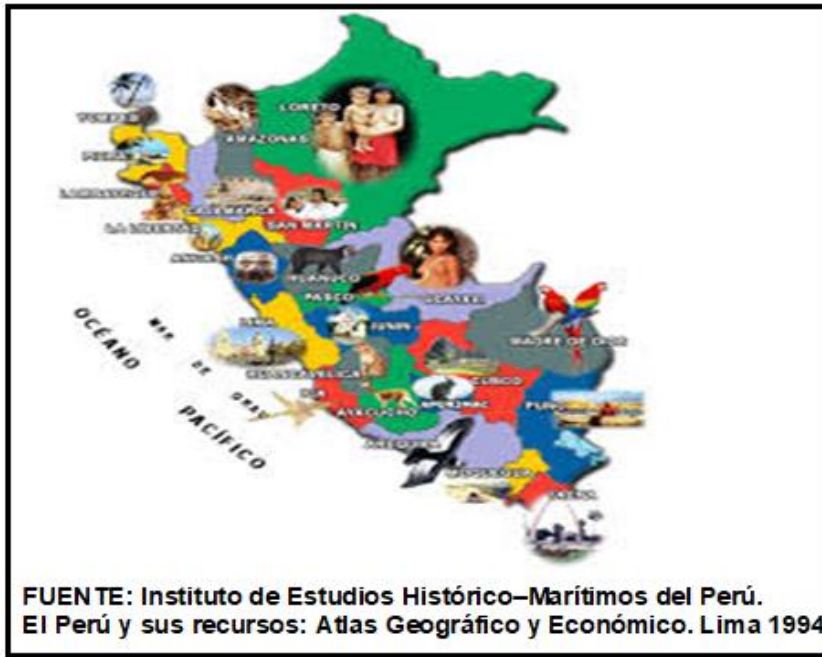 TUMBES
LORETO
AMAZONAS
PIURA
LAMBAYEQUE
CAJAMARCA
LA LIBERTAD
SAN MARTIN
ANCASH
HUANUCO
PASCO
UCAYALI
LIMA
JUNIN
MADRE DE DIOS
OCÉANO
MAR DE GRAU
HUANCAVELICA
CUSCO
ICA
AYACUCHO
APURIMAC
PUNO
PACÍFICO
AREQUIPA
MOQUEGUA
TACNA
FUENTE: Instituto de Estudios Histórico–Marítimos del Perú.
El Perú y sus recursos: Atlas Geográfico y Económico. Lima 1994